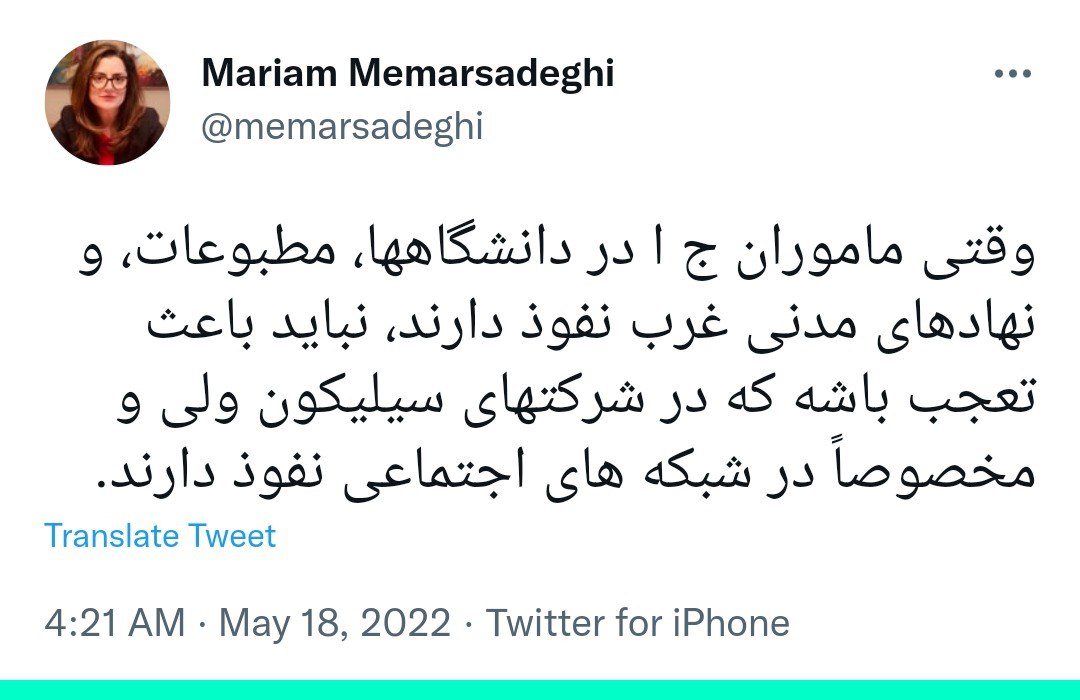 Mariam Memarsadeghi
@memarsadeghi
وقتی ماموران ج ا در دانشگاهها، مطبوعات، و
نهادهای مدنی غرب نفوذ دارند، نباید باعث
تعجب باشه که در شرکتهای سیلیکون ولی و
مخصوصاً در شبکه های اجتماعی نفوذ دارند.
Translate Tweet
4:21 AM · May 18, 2022 · Twitter for iPhone